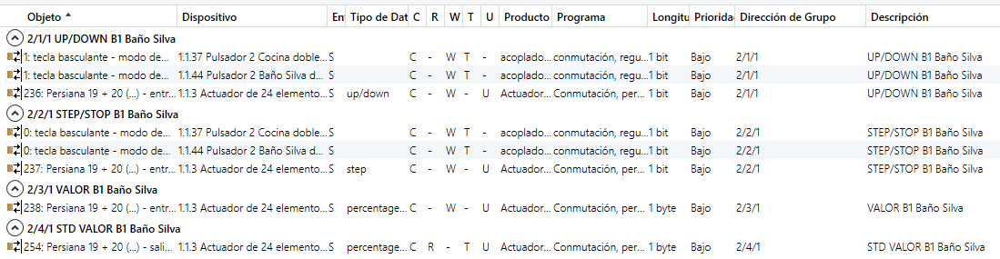 Objeto Dispositivo En Tipo de Dat C R W T U Producto Programa Longitu Prioridad Dirección de Grupo Descripción
2/1/1 UP/DOWN B1 Baño Silva
1: tecla basculante - modo de... 1.1.37 Pulsador 2 Cocina doble... S C - W T - acoplado... conmutación, regu... 1 bit Bajo 2/1/1 UP/DOWN B1 Baño Silva
1: tecla basculante - modo de... 1.1.44 Pulsador 2 Baño Silva d... S C - W T - acoplado... conmutación, regu... 1 bit Bajo 2/1/1 UP/DOWN B1 Baño Silva
236: Persiana 19 + 20 (...) - entr... 1.1.3 Actuador de 24 elemento... S up/down C - W - U Actuador... Conmutación, per... 1 bit Bajo 2/1/1 UP/DOWN B1 Baño Silva
2/2/1 STEP/STOP B1 Baño Silva
0: tecla basculante - modo de... 1.1.37 Pulsador 2 Cocina doble... S C - W T - acoplado... conmutación, regu... 1 bit Bajo 2/2/1 STEP/STOP B1 Baño Silva
0: tecla basculante - modo de... 1.1.44 Pulsador 2 Baño Silva d... S C - W T - acoplado... conmutación, regu... 1 bit Bajo 2/2/1 STEP/STOP B1 Baño Silva
237: Persiana 19 + 20 (...) - entr... 1.1.3 Actuador de 24 elemento... S step C - W - U Actuador... Conmutación, per... 1 bit Bajo 2/2/1 STEP/STOP B1 Baño Silva
2/3/1 VALOR B1 Baño Silva
238: Persiana 19 + 20 (...) - entr... 1.1.3 Actuador de 24 elemento... S percentage... C - W - U Actuador... Conmutación, per... 1 byte Bajo 2/3/1 VALOR B1 Baño Silva
2/4/1 STD VALOR B1 Baño Silva
254: Persiana 19 + 20 (...) - sali... 1.1.3 Actuador de 24 elemento... S percentage... C R - T U Actuador... Conmutación, per... 1 byte Bajo 2/4/1 STD VALOR B1 Baño Silva